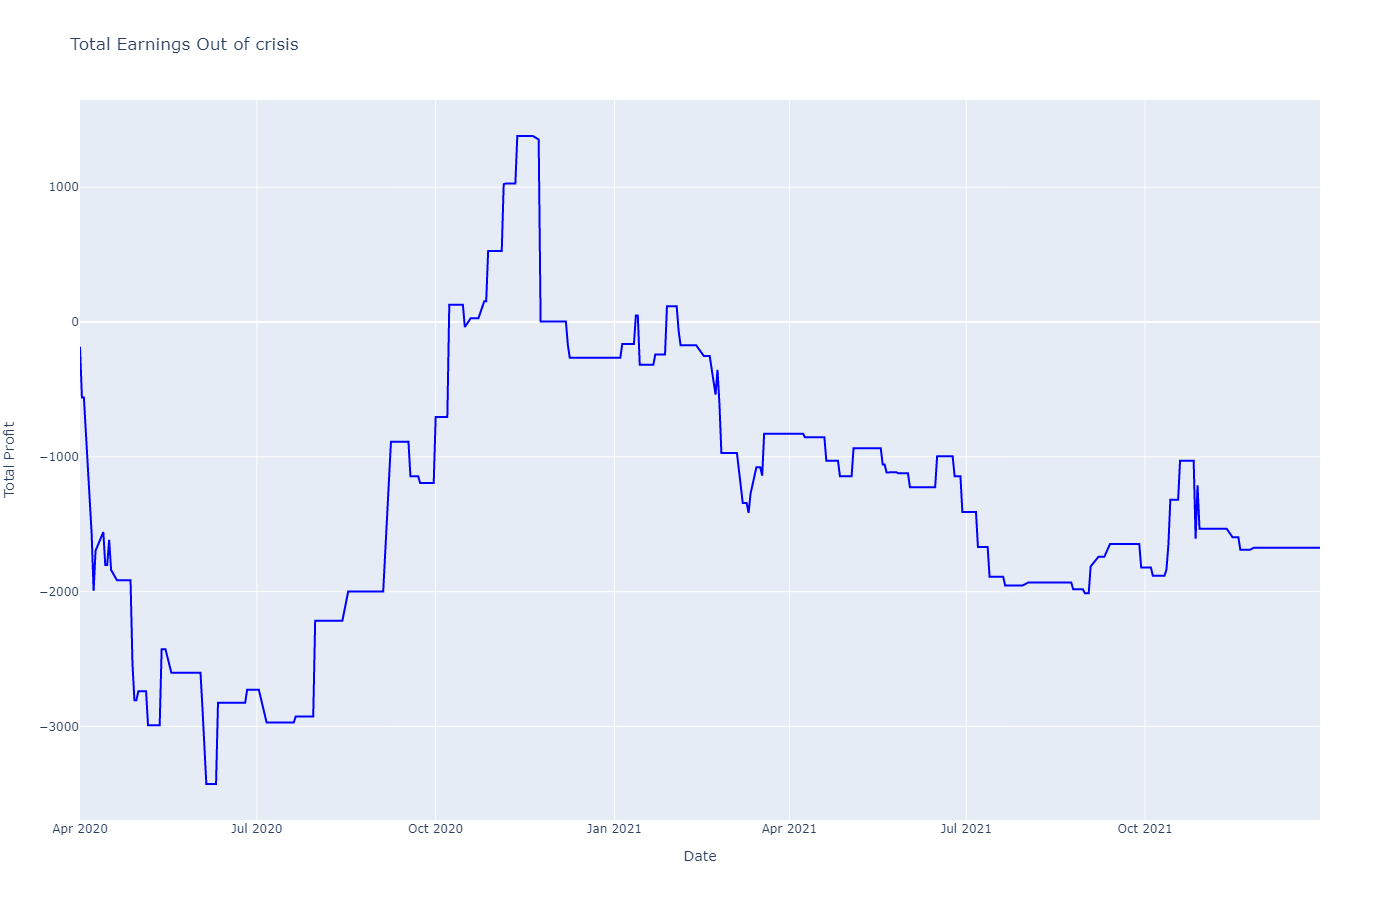 Total Earnings Out of crisis
Total Profit
1000
0
−1000
−2000
−3000
Apr 2020
Jul 2020
Oct 2020
Jan 2021
Apr 2021
Jul 2021
Oct 2021
Date